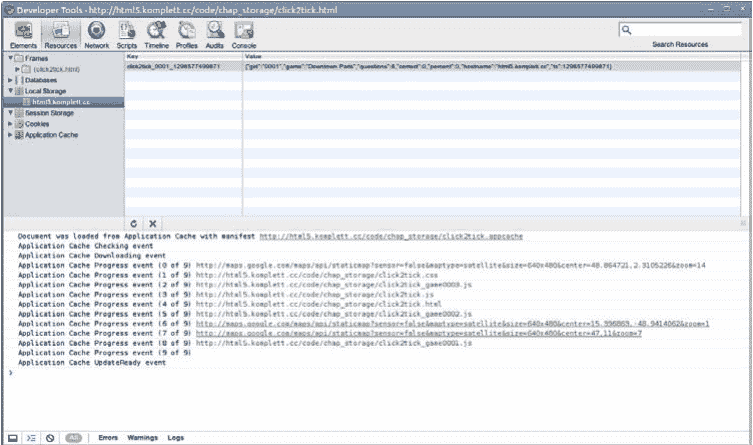 Developer Tools - http://html5.komplett.cc/code/chap_storage/click2tick.html
Elements Resources Network Scripts Timeline Profiles Audits Console
Search Resources
Frames
(click2tick.html)
Databases
Local Storage
html5.komplett.cc
Session Storage
Cookies
Application Cache
Key Value
click2tick_0001_1298577499871 {"gid":"0001","game":"Downtown Paris","questions":8,"correct":0,"percent":0,"hostname":"html5.komplett.cc","ts":1298577499871}
Document was loaded from Application Cache with manifest http://html5.komplett.cc/code/chap_storage/click2tick.appcache
Application Cache Checking event
Application Cache Downloading event
Application Cache Progress event (0 of 9) http://maps.google.com/maps/api/staticmap?sensor=false&maptype=satellite&size=640x480&center=48.864721,2.3105226&zoom=14
Application Cache Progress event (1 of 9) http://html5.komplett.cc/code/chap_storage/click2tick.css
Application Cache Progress event (2 of 9) http://html5.komplett.cc/code/chap_storage/click2tick_game0003.js
Application Cache Progress event (3 of 9) http://html5.komplett.cc/code/chap_storage/click2tick.js
Application Cache Progress event (4 of 9) http://html5.komplett.cc/code/chap_storage/click2tick.html
Application Cache Progress event (5 of 9) http://html5.komplett.cc/code/chap_storage/click2tick_game0002.js
Application Cache Progress event (6 of 9) http://maps.google.com/maps/api/staticmap?sensor=false&maptype=satellite&size=640x480&center=15.996869,-48.9414062&zoom=1
Application Cache Progress event (7 of 9) http://maps.google.com/maps/api/staticmap?sensor=false&maptype=satellite&size=640x480&center=47,11&zoom=7
Application Cache Progress event (8 of 9) http://html5.komplett.cc/code/chap_storage/click2tick_game0001.js
Application Cache Progress event (9 of 9)
Application Cache UpdateReady event
All Errors Warnings Logs